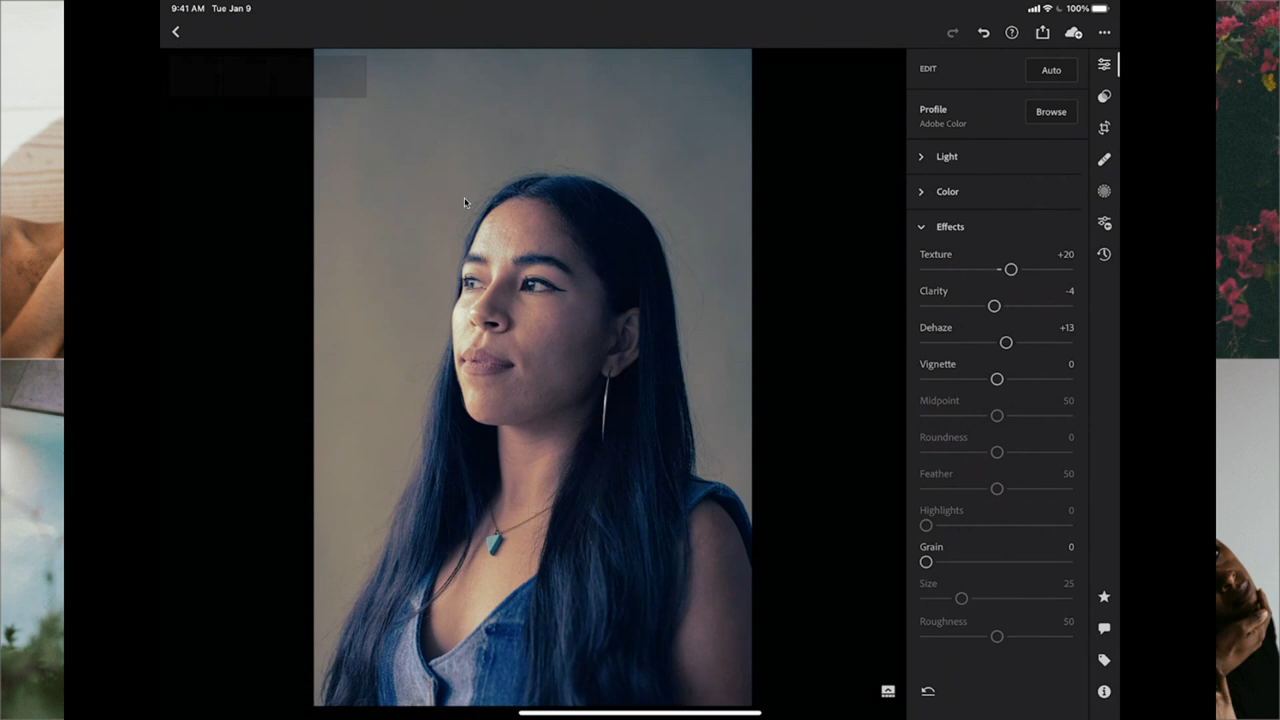 9:41 AM Tue Jan 9
100%
EDIT
Auto
Profile
Adobe Color
Browse
Light
Color
Effects
Texture +20
Clarity -4
Dehaze +13
Vignette 0
Midpoint 50
Roundness 0
Feather 50
Highlights 0
Grain 0
Size 25
Roughness 50